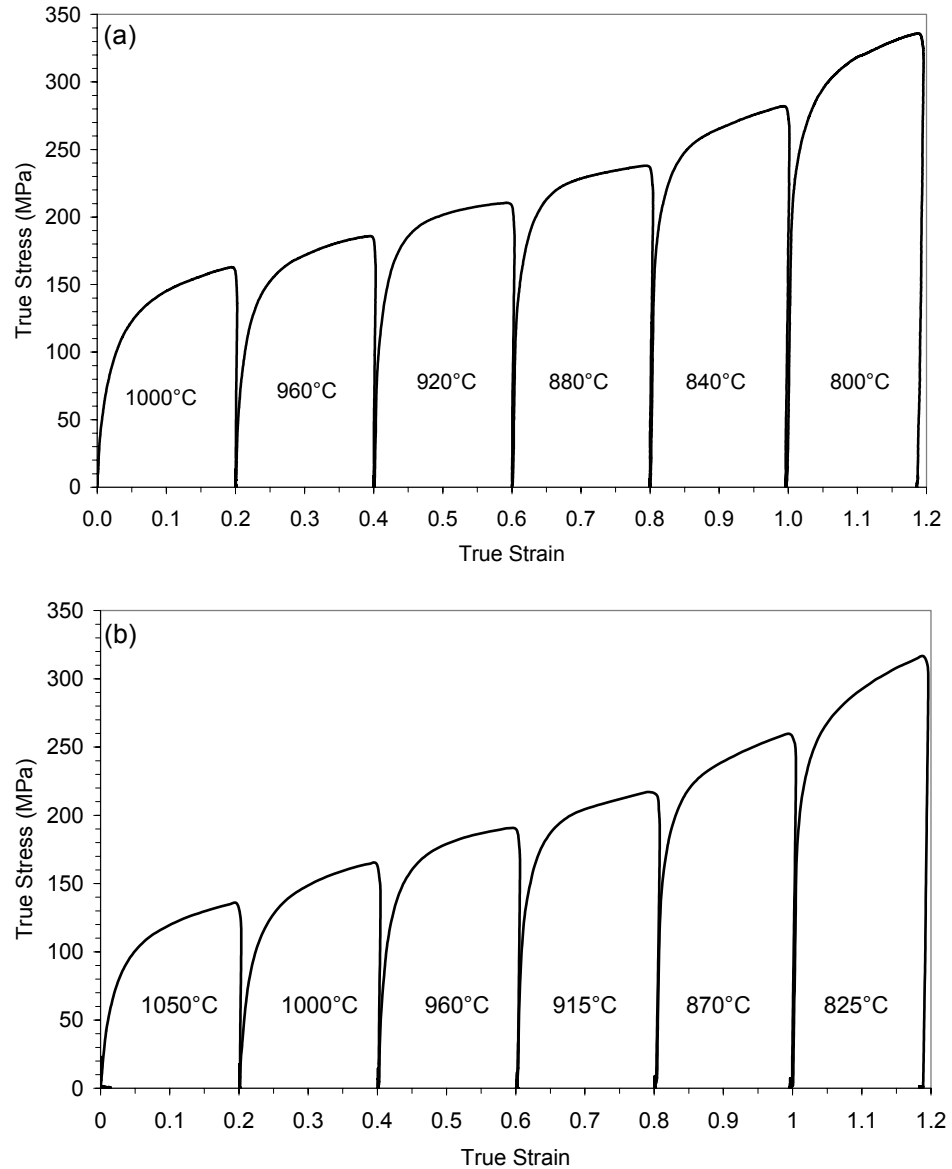 (a)
True Stress (MPa)
350
300
250
200
150
100
50
0
1000°C
960°C
920°C
880°C
840°C
800°C
0.0 0.1 0.2 0.3 0.4 0.5 0.6 0.7 0.8 0.9 1.0 1.1 1.2
True Strain
(b)
True Stress (MPa)
350
300
250
200
150
100
50
0
1050°C
1000°C
960°C
915°C
870°C
825°C
0 0.1 0.2 0.3 0.4 0.5 0.6 0.7 0.8 0.9 1 1.1 1.2
True Strain